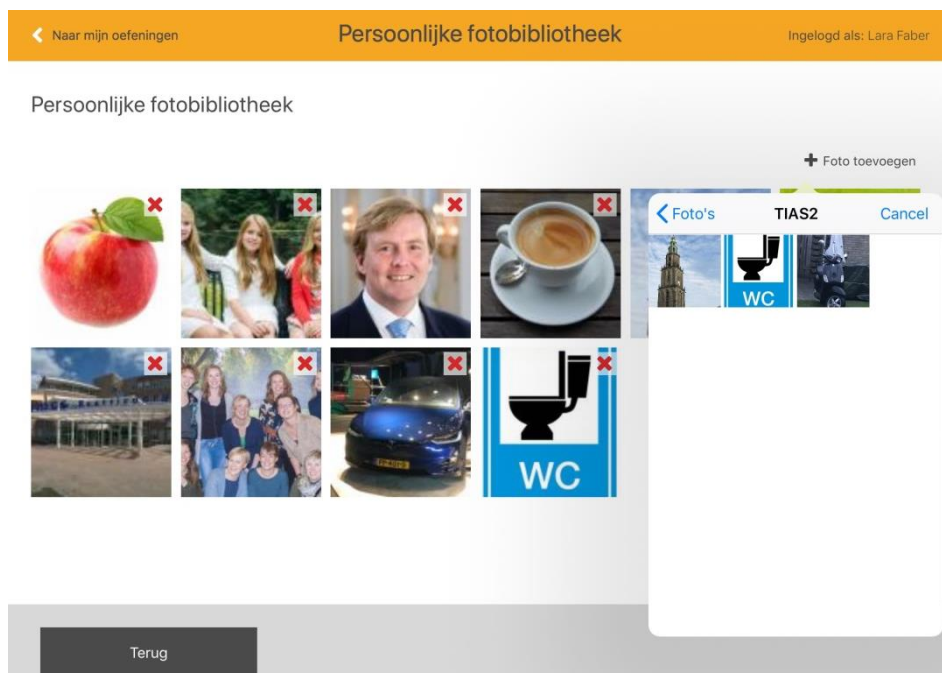 Naar mijn oefeningen
Persoonlijke fotobibliotheek
Ingelogd als: Lara Faber
Persoonlijke fotobibliotheek
Foto toevoegen
Foto's
TIAS2
Cancel
WC
WC
Terug